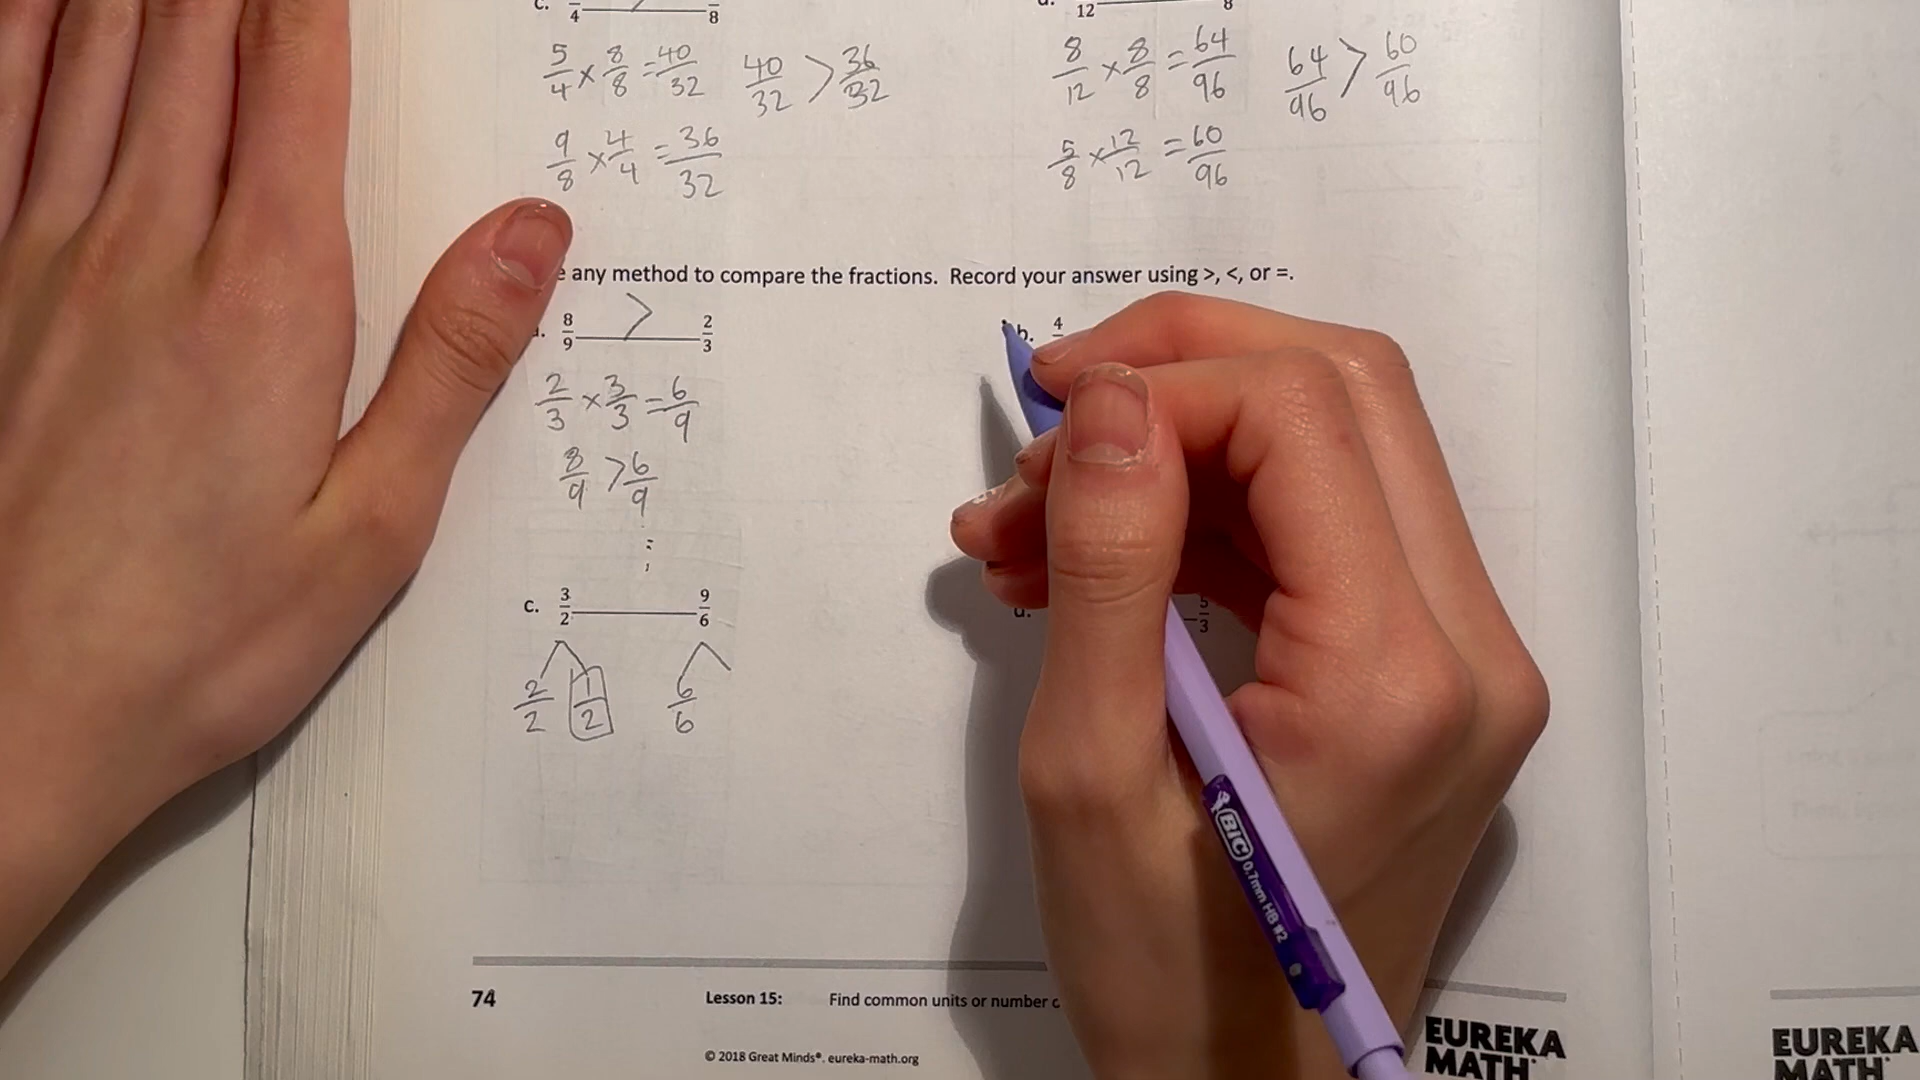 c. /4 ______ /8
d. 12 ______ 8
5/4 × 8/8 = 40/32 40/32 > 36/32
9/8 × 4/4 = 36/32
8/12 × 8/8 = 64/96 64/96 > 60/96
5/8 × 12/12 = 60/96
e any method to compare the fractions. Record your answer using >, <, or =.
8/9 ___>___ 2/3
2/3 × 3/3 = 6/9
8/9 > 6/9
b. 4
c. 3/2 ______ 9/6
2/2 1/2 6/6
d. 5/3
74 Lesson 15: Find common units or number
© 2018 Great Minds®. eureka-math.org
EUREKA
MATH
EUREKA
MATH
BIC 0.7mm HB #2